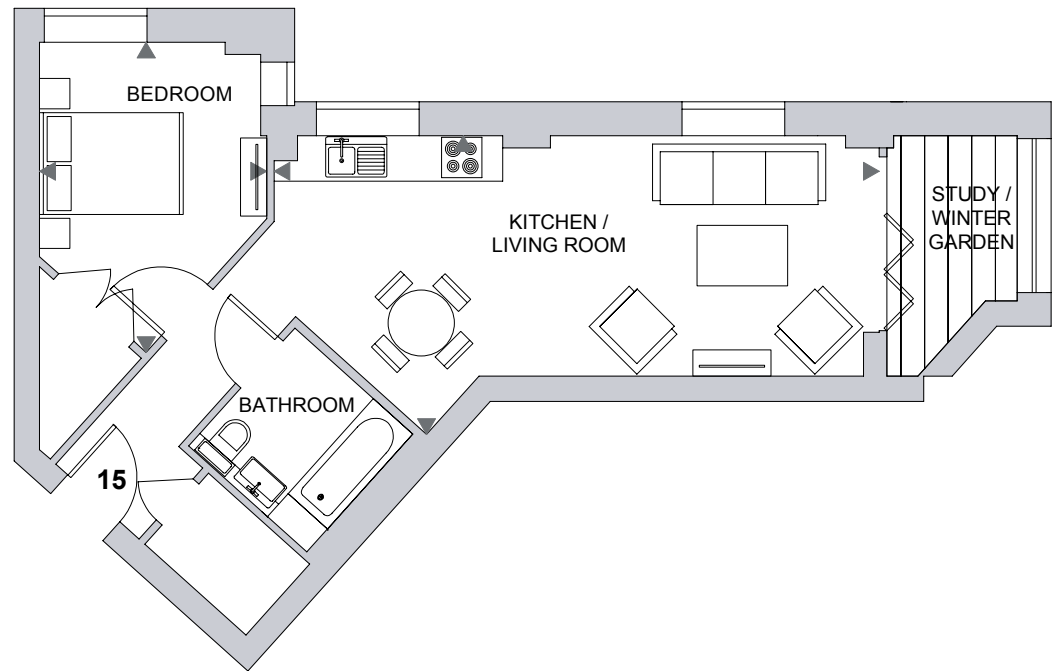 BEDROOM
KITCHEN /
LIVING ROOM
STUDY /
WINTER
GARDEN
BATHROOM
15